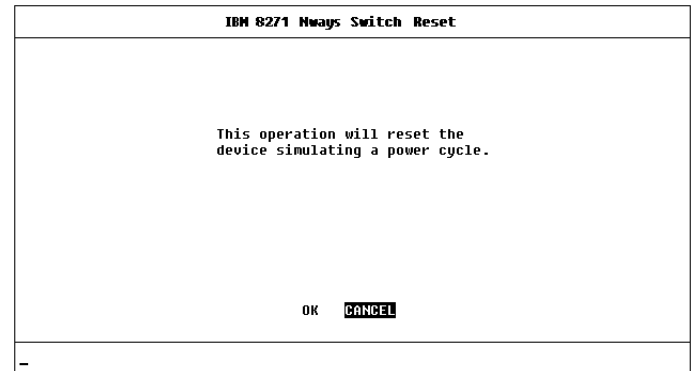 IBM 8271 Nways Switch Reset
This operation will reset the
device simulating a power cycle.
OK CANCEL